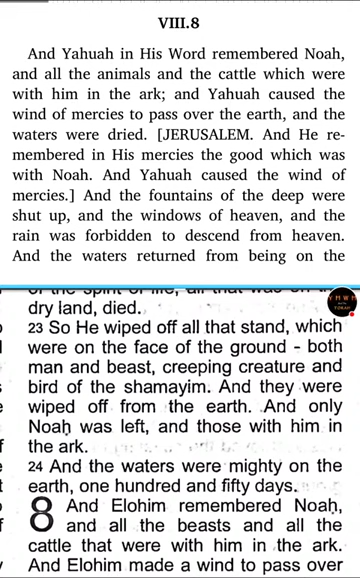 VIII.8
And Yahuah in His Word remembered Noah,
and all the animals and the cattle which were
with him in the ark; and Yahuah caused the
wind of mercies to pass over the earth, and the
waters were dried. [JERUSALEM. And He re-
membered in His mercies the good which was
with Noah. And Yahuah caused the wind of
mercies.] And the fountains of the deep were
shut up, and the windows of heaven, and the
rain was forbidden to descend from heaven.
And the waters returned from being on the
of the spirit of life, all that was on
dry land, died.
23 So He wiped off all that stand, which
were on the face of the ground - both
man and beast, creeping creature and
bird of the shamayim. And they were
wiped off from the earth. And only
Noaḥ was left, and those with him in
the ark.
24 And the waters were mighty on the
earth, one hundred and fifty days.
8 And Elohim remembered Noaḥ,
and all the beasts and all the
cattle that were with him in the ark.
And Elohim made a wind to pass over